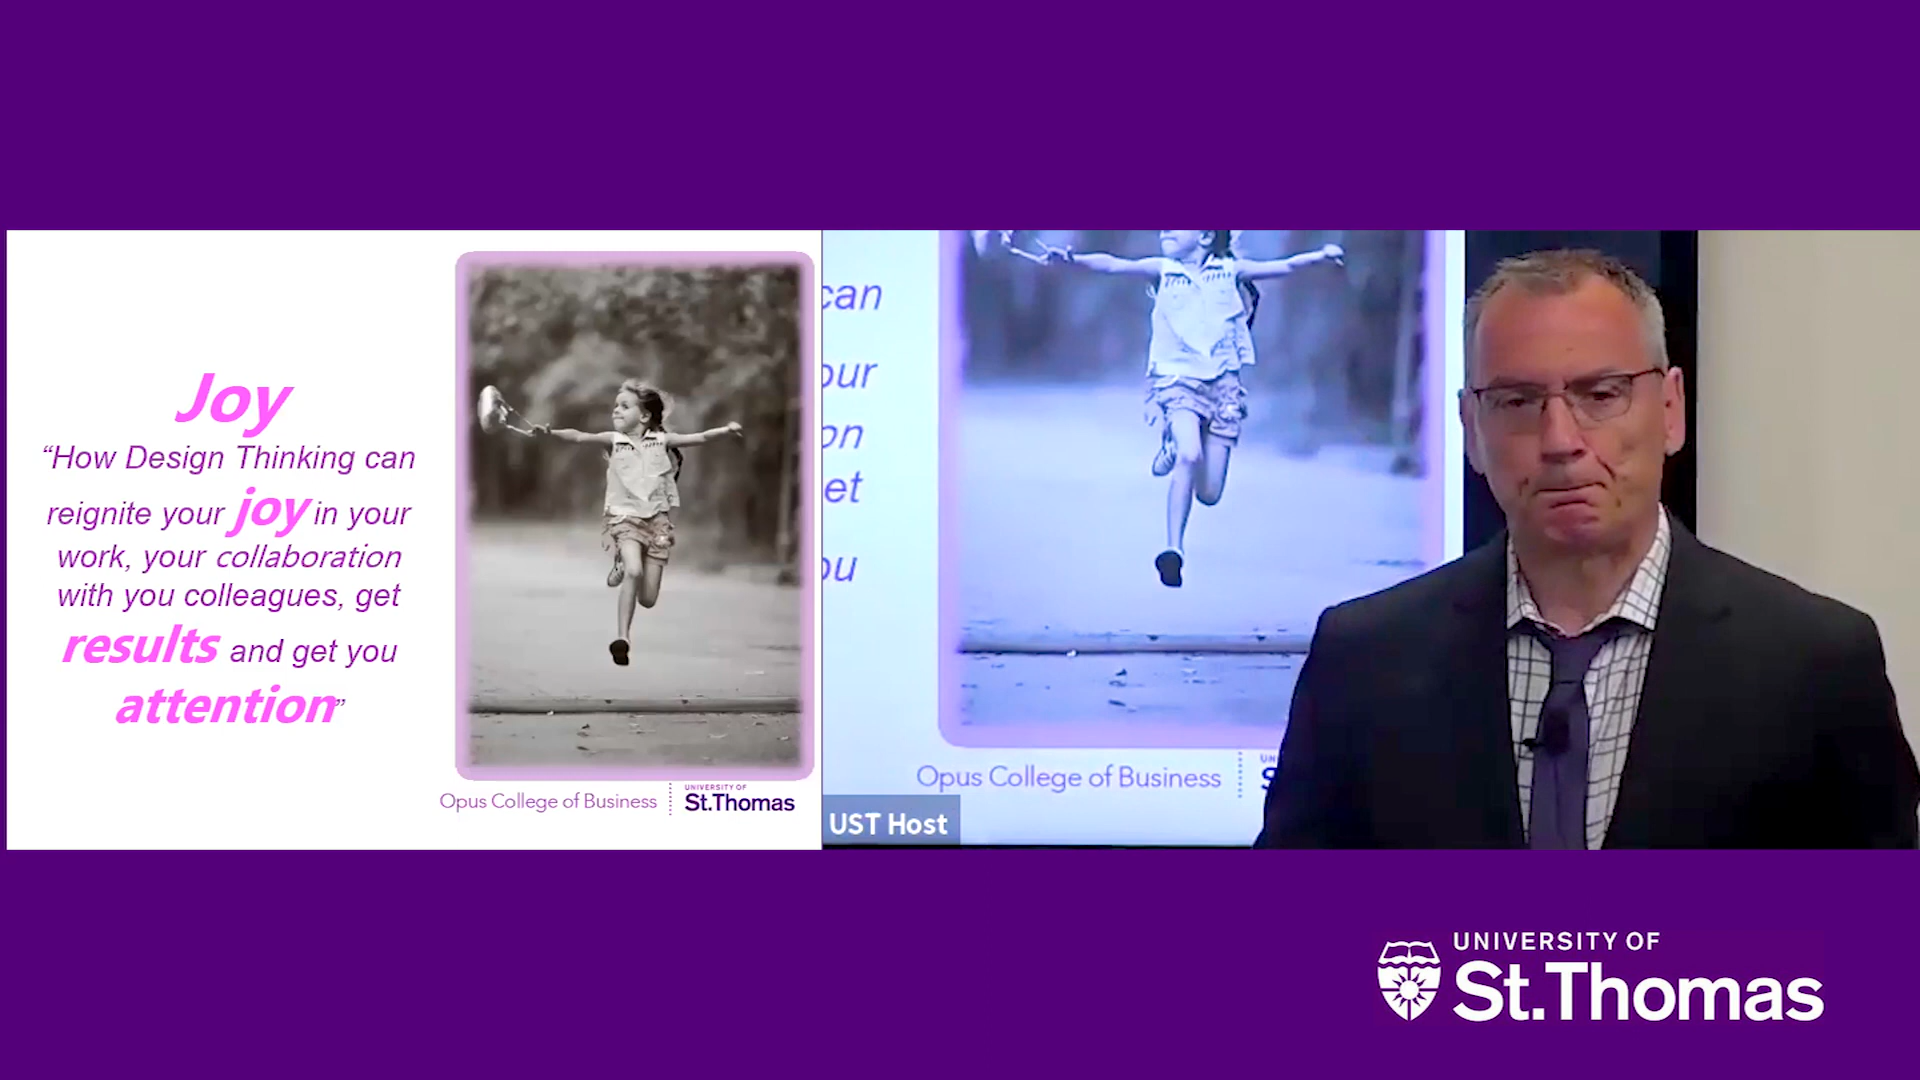 Joy
“How Design Thinking can
reignite your joy in your
work, your collaboration
with you colleagues, get
results and get you
attention”
Opus College of Business
UNIVERSITY OF
St.Thomas
can
our
on
et
ou
Opus College of Business
UN
S
UST Host
UNIVERSITY OF
St.Thomas